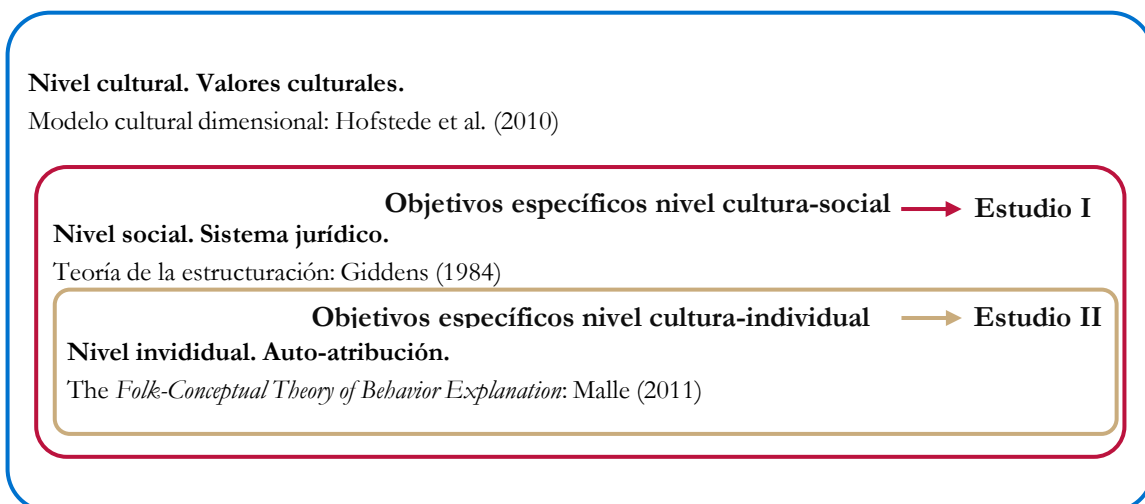 Nivel cultural. Valores culturales.
Modelo cultural dimensional: Hofstede et al. (2010)
Objetivos específicos nivel cultura-social Estudio I
Nivel social. Sistema jurídico.
Teoría de la estructuración: Giddens (1984)
Objetivos específicos nivel cultura-individual Estudio II
Nivel invididual. Auto-atribución.
The Folk-Conceptual Theory of Behavior Explanation: Malle (2011)